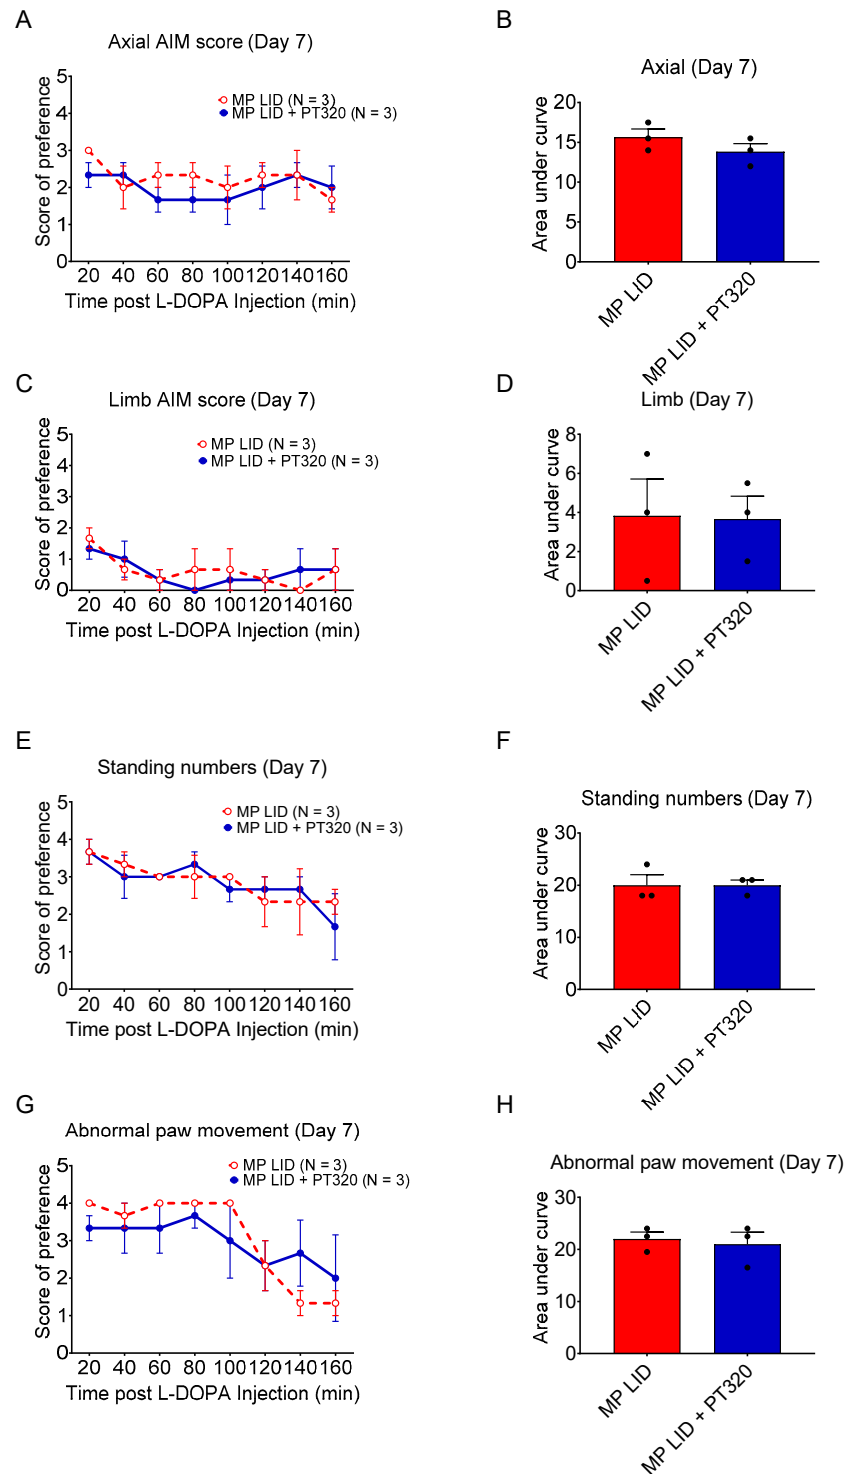 A
Axial AIM score (Day 7)
5
4
3
2
1
0
Score of preference
MP LID (N = 3)
MP LID + PT320 (N = 3)
20 40 60 80 100 120 140 160
Time post L-DOPA Injection (min)
B
Axial (Day 7)
20
15
10
5
0
Area under curve
MP LID
MP LID + PT320
C
Limb AIM score (Day 7)
5
4
3
2
1
0
Score of preference
MP LID (N = 3)
MP LID + PT320 (N = 3)
20 40 60 80 100 120 140 160
Time post L-DOPA Injection (min)
D
Limb (Day 7)
8
6
4
2
0
Area under curve
MP LID
MP LID + PT320
E
Standing numbers (Day 7)
5
4
3
2
1
0
Score of preference
MP LID (N = 3)
MP LID + PT320 (N = 3)
20 40 60 80 100 120 140 160
Time post L-DOPA Injection (min)
F
Standing numbers (Day 7)
30
20
10
0
Area under curve
MP LID
MP LID + PT320
G
Abnormal paw movement (Day 7)
5
4
3
2
1
0
Score of preference
MP LID (N = 3)
MP LID + PT320 (N = 3)
20 40 60 80 100 120 140 160
Time post L-DOPA Injection (min)
H
Abnormal paw movement (Day 7)
30
20
10
0
Area under curve
MP LID
MP LID + PT320